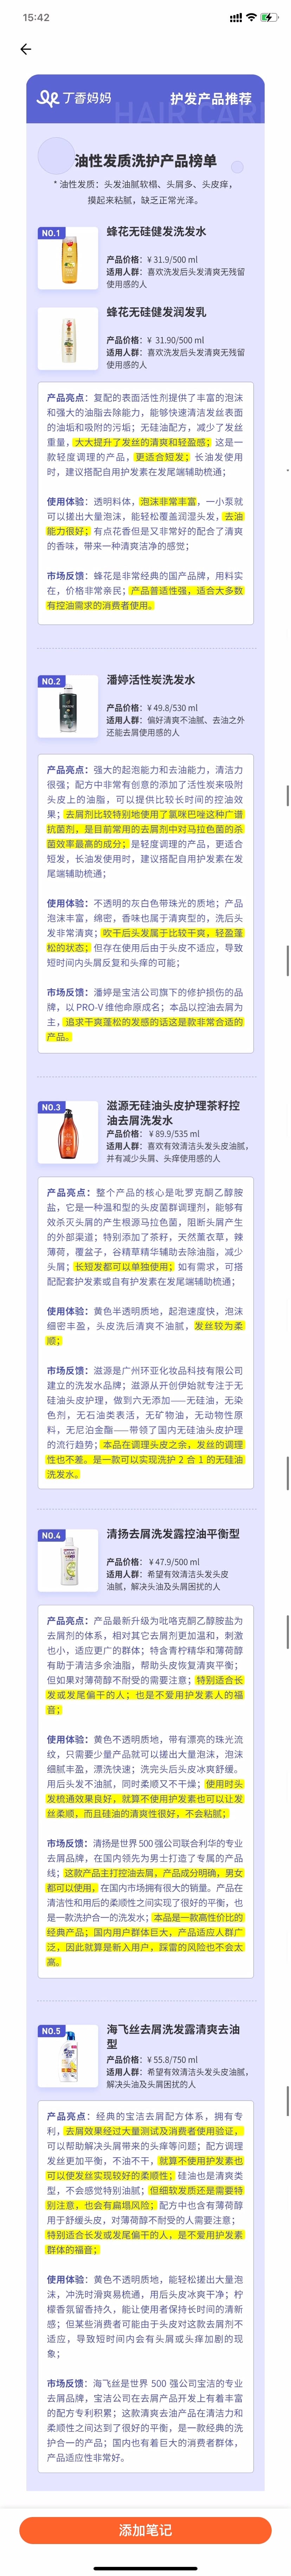 15:42
丁香妈妈
护发产品推荐
HAIR CARE
油性发质洗护产品榜单
* 油性发质：头发油腻软榻、头屑多、头皮痒，
摸起来粘腻，缺乏正常光泽。
NO.1
蜂花无硅健发洗发水
产品价格：¥ 31.9/500 ml
适用人群：喜欢洗发后头发清爽无残留
使用感的人
蜂花无硅健发润发乳
产品价格：¥ 31.90/500 ml
适用人群：喜欢洗发后头发清爽无残留
使用感的人
产品亮点：复配的表面活性剂提供了丰富的泡沫
和强大的油脂去除能力，能够快速清洁发丝表面
的油垢和吸附的污垢；无硅油配方，减少了发丝
重量，大大提升了发丝的清爽和轻盈感；这是一
款轻度调理的产品，更适合短发；长油发使用
时，建议搭配自用护发素在发尾端辅助梳通；
使用体验：透明料体，泡沫非常丰富，一小泵就
可以搓出大量泡沫，能轻松覆盖润湿头发，去油
能力很好；有点花香但是又非常好的配合了清爽
的香味，带来一种清爽洁净的感觉；
市场反馈：蜂花是非常经典的国产品牌，用料实
在，价格非常亲民；产品普适性强，适合大多数
有控油需求的消费者使用。
NO.2
潘婷活性炭洗发水
产品价格：¥ 49.8/530 ml
适用人群：偏好清爽不油腻、去油之外
还能去屑使用感的人
产品亮点：强大的起泡能力和去油能力，清洁力
很强；配方中非常有创意的添加了活性炭来吸附
头皮上的油脂，可以提供比较长时间的控油效
果；去屑剂比较特别地使用了氯咪巴唑这种广谱
抗菌剂，是目前常用的去屑剂中对马拉色菌的杀
菌效率最高的成分；是轻度调理的产品，更适合
短发，长油发使用时，建议搭配自用护发素在发
尾端辅助梳通；
使用体验：不透明的灰白色带珠光的质地；产品
泡沫丰富，绵密，香味也属于清爽型的，洗后头
发非常清爽；吹干后头发属于比较干爽，轻盈蓬
松的状态；但存在使用后由于头皮不适应，导致
短时间内头屑反复和头痒的可能；
市场反馈：潘婷是宝洁公司旗下的修护损伤的品
牌，以 PRO-V 维他命原成名；本品以控油去屑为
主，追求干爽蓬松的发感的话这是款非常合适的
产品。
NO.3
滋源无硅油头皮护理茶籽控
油去屑洗发水
产品价格：¥ 89.9/535 ml
适用人群：喜欢有效清洁头发头皮油腻，
并有减少头屑、头痒使用感的人
产品亮点：整个产品的核心是吡罗克酮乙醇胺
盐，它是一种温和型的头皮菌群调理剂，能够有
效杀灭头屑的产生根源马拉色菌，阻断头屑产生
的外部渠道；特别添加了茶籽，天然薰衣草，辣
薄荷，覆盆子，谷精草精华辅助去除油脂，减少
头屑；长短发都可以单独使用；如有需求，可搭
配配套护发素或自有护发素在发尾端辅助梳通；
使用体验：黄色半透明质地，起泡速度快，泡沫
细密丰盈，头皮洗后清爽不油腻，发丝较为柔
顺；
市场反馈：滋源是广州环亚化妆品科技有限公司
建立的洗发水品牌；滋源从开创伊始就专注于无
硅油头皮护理，做到六无添加——无硅油，无染
色剂，无石油类表活，无矿物油，无动物性原
料，无尼泊金酯——带领了国内无硅油头皮护理
的流行趋势；本品在调理头皮之余，发丝的调理
性也不差。是一款可以实现洗护 2 合 1 的无硅油
洗发水。
NO.4
清扬去屑洗发露控油平衡型
产品价格：¥ 47.9/500 ml
适用人群：希望有效清洁头发头皮
油腻，解决头油及头屑困扰的人
产品亮点：产品最新升级为吡咯克酮乙醇胺盐为
去屑剂的体系，相对其它去屑剂更加温和，刺激
也小，适应更广的群体；特含青柠精华和薄荷醇
有助于清洁多余油脂，帮助头皮恢复清爽平衡；
但如果对薄荷醇不耐受的需要注意；特别适合长
发或发尾偏干的人；也是不爱用护发素人的福
音；
使用体验：黄色不透明质地，带有漂亮的珠光流
纹，只需要少量产品就可以搓出大量泡沫，泡沫
细腻丰盈，漂洗快速；洗完头后头皮冰爽舒缓。
用后头发不油腻，同时柔顺又不干燥；使用时头
发梳通效果良好，就算不使用护发素也可以让发
丝柔顺，而且硅油的清爽性很好，不会粘腻；
市场反馈：清扬是世界 500 强公司联合利华的专业
去屑品牌，在国内领先为男士打造了专属的产品
线；这款产品主打控油去屑，产品成分明确，男女
都可以使用，在国内市场拥有很大的销量。产品在
清洁性和用后的柔顺性之间实现了很好的平衡，也
是一款洗护合一的洗发水；本品是一款高性价比的
经典产品；国内用户群体巨大，产品适应人群广
泛，因此就算是新入用户，踩雷的风险也不会太
高。
NO.5
海飞丝去屑洗发露清爽去油
型
产品价格：¥ 55.8/750 ml
适用人群：希望有效清洁头发头皮油腻，
解决头油及头屑困扰的人
产品亮点：经典的宝洁去屑配方体系，拥有专
利，去屑效果经过大量测试及消费者使用验证，
可以帮助解决头屑带来的头痒等问题；配方调理
发丝更加平衡，不油不干，就算不使用护发素也
可以使发丝实现较好的柔顺性；硅油也是清爽类
型，不会感觉特别油腻；但细软发质还是需要特
别注意，也会有扁塌风险；配方中也含有薄荷醇
用于舒缓头皮，对薄荷醇不耐受的人需要注意；
特别适合长发或发尾偏干的人，是不爱用护发素
群体的福音；
使用体验：黄色不透明质地，能轻松搓出大量泡
沫，冲洗时滑爽易梳通，用后头皮冰爽干净；柠
檬香氛留香持久，能让使用者保持长时间的清新
感；但某些消费者可能由于头皮对这款去屑剂不
适应，导致短时间内会有头屑或头痒加剧的现
象；
市场反馈：海飞丝是世界 500 强公司宝洁的专业
去屑品牌，宝洁公司在去屑产品开发上有着丰富
的配方专利积累；这款清爽去油产品在清洁力和
柔顺性之间达到了很好的平衡，是一款经典的洗
护合一的产品；国内也有着巨大的消费者群体，
产品适应性非常好。
添加笔记